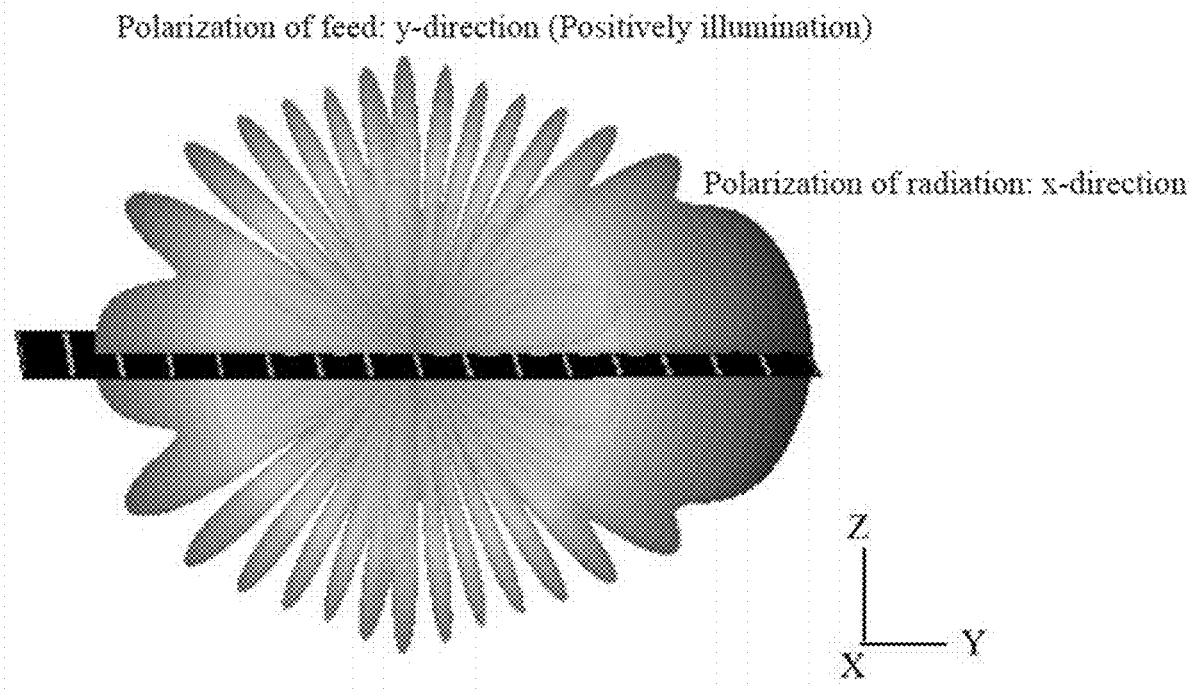 Polarization of feed: y-direction (Positively illumination)
Polarization of radiation: x-direction
Z
Y
X